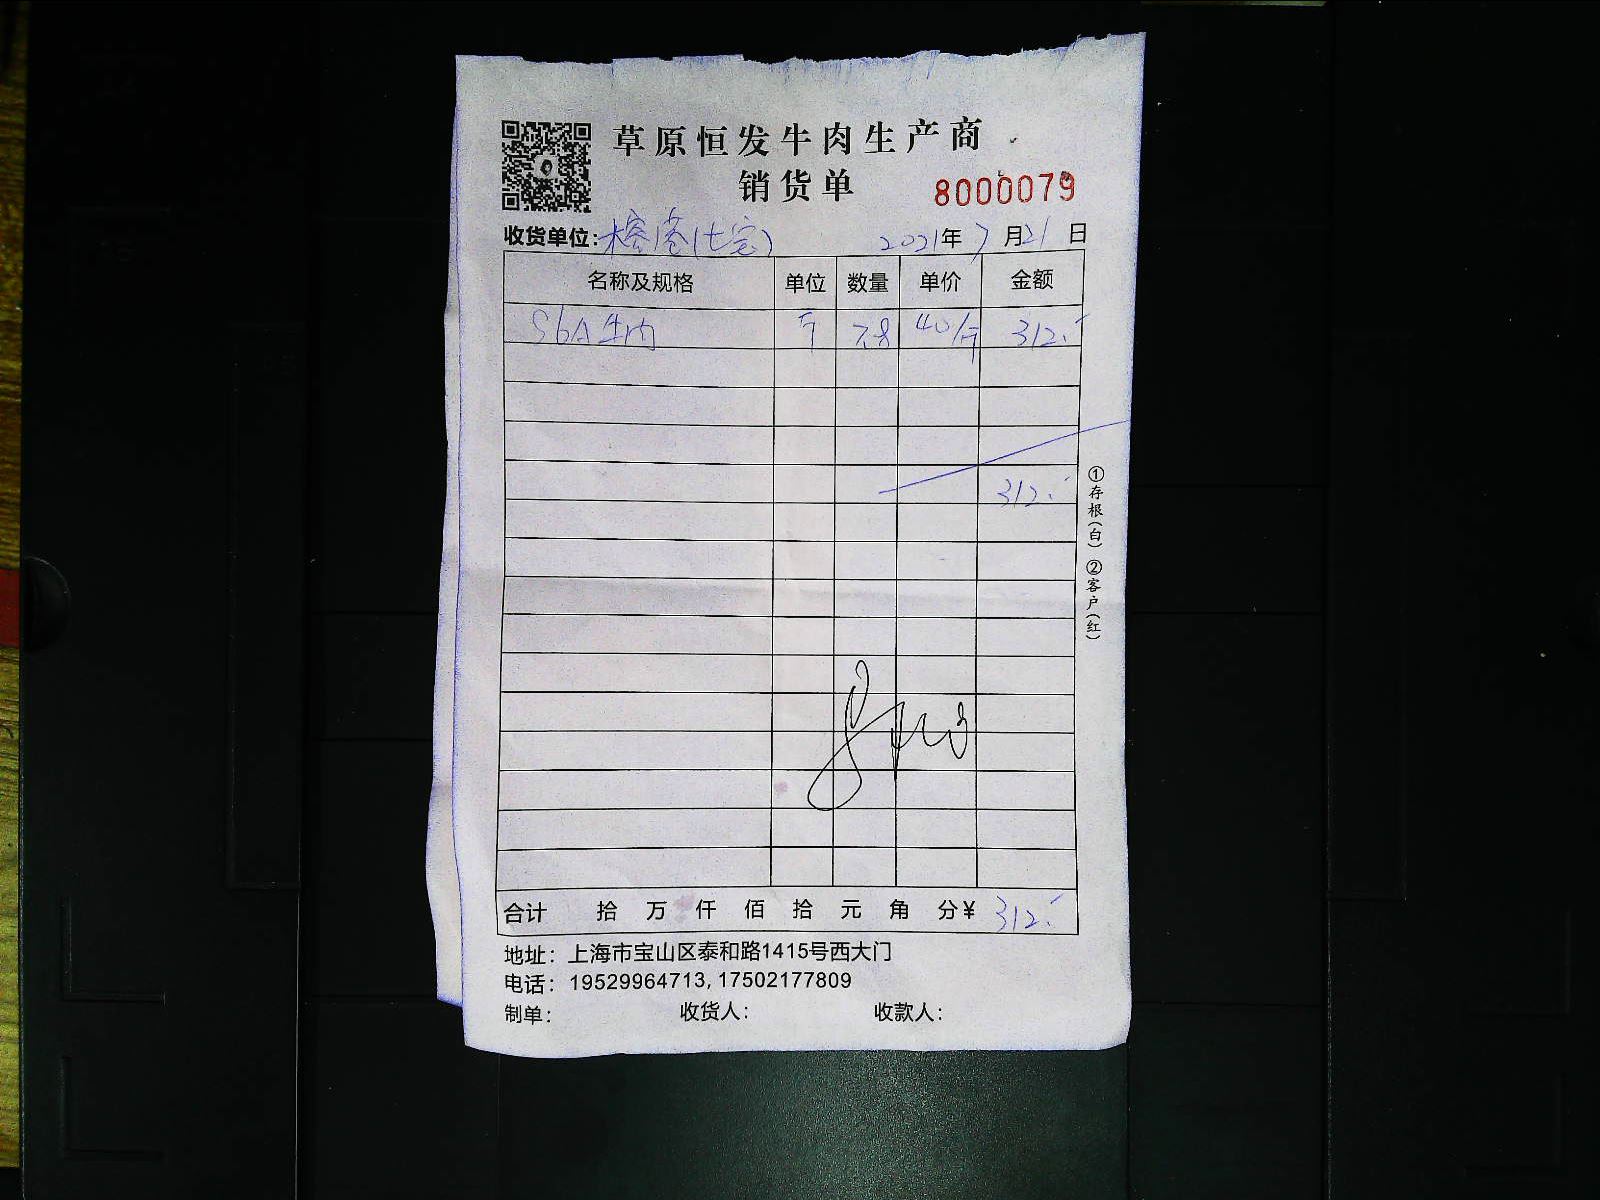 草原恒发牛肉生产商
销货单 8000079
收货单位: 2021年7月21日
名称及规格 单位 数量 单价 金额
S6A牛肉 斤 7.8 40/斤 312.
312.
①存根(白) ②客户(红)
合计 拾 万 仟 佰 拾 元 角 分¥ 312.
地址：上海市宝山区泰和路1415号西大门
电话：19529964713, 17502177809
制单： 收货人： 收款人：